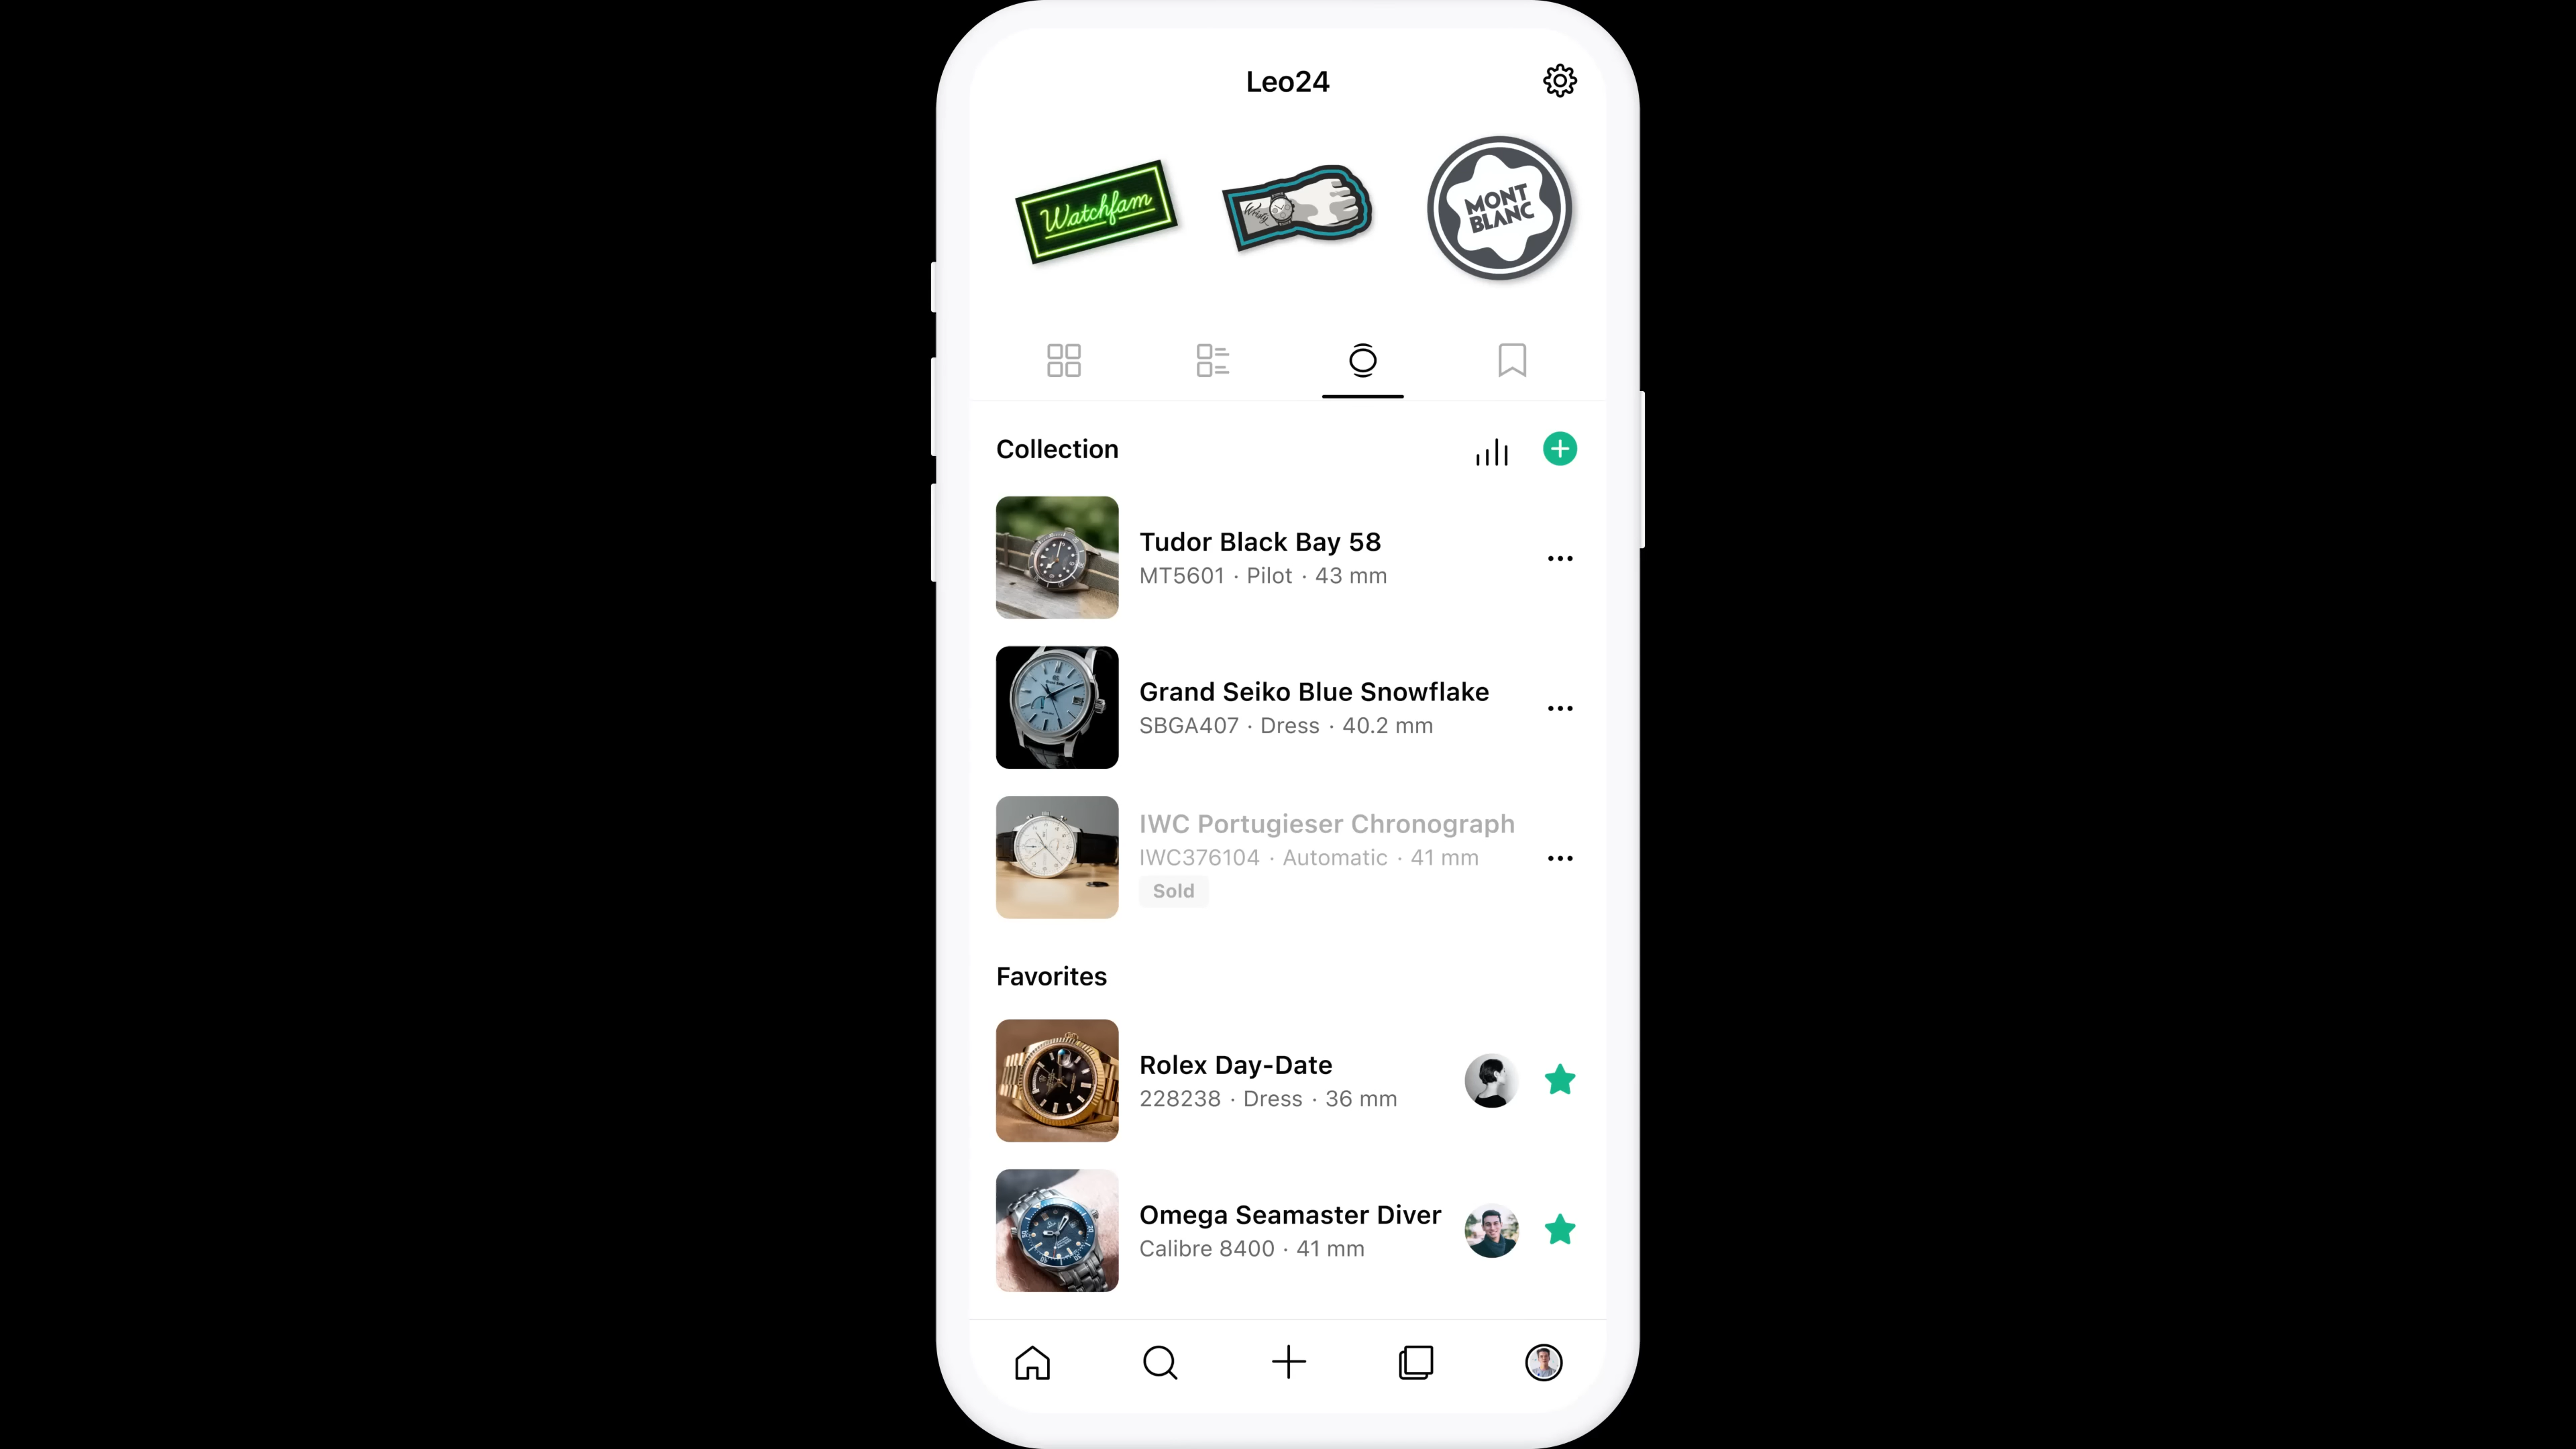 Leo24
Watchfam
Wristy
MONT
BLANC
Collection
Tudor Black Bay 58
MT5601 · Pilot · 43 mm
Grand Seiko Blue Snowflake
SBGA407 · Dress · 40.2 mm
IWC Portugieser Chronograph
IWC376104 · Automatic · 41 mm
Sold
Favorites
Rolex Day-Date
228238 · Dress · 36 mm
Omega Seamaster Diver
Calibre 8400 · 41 mm